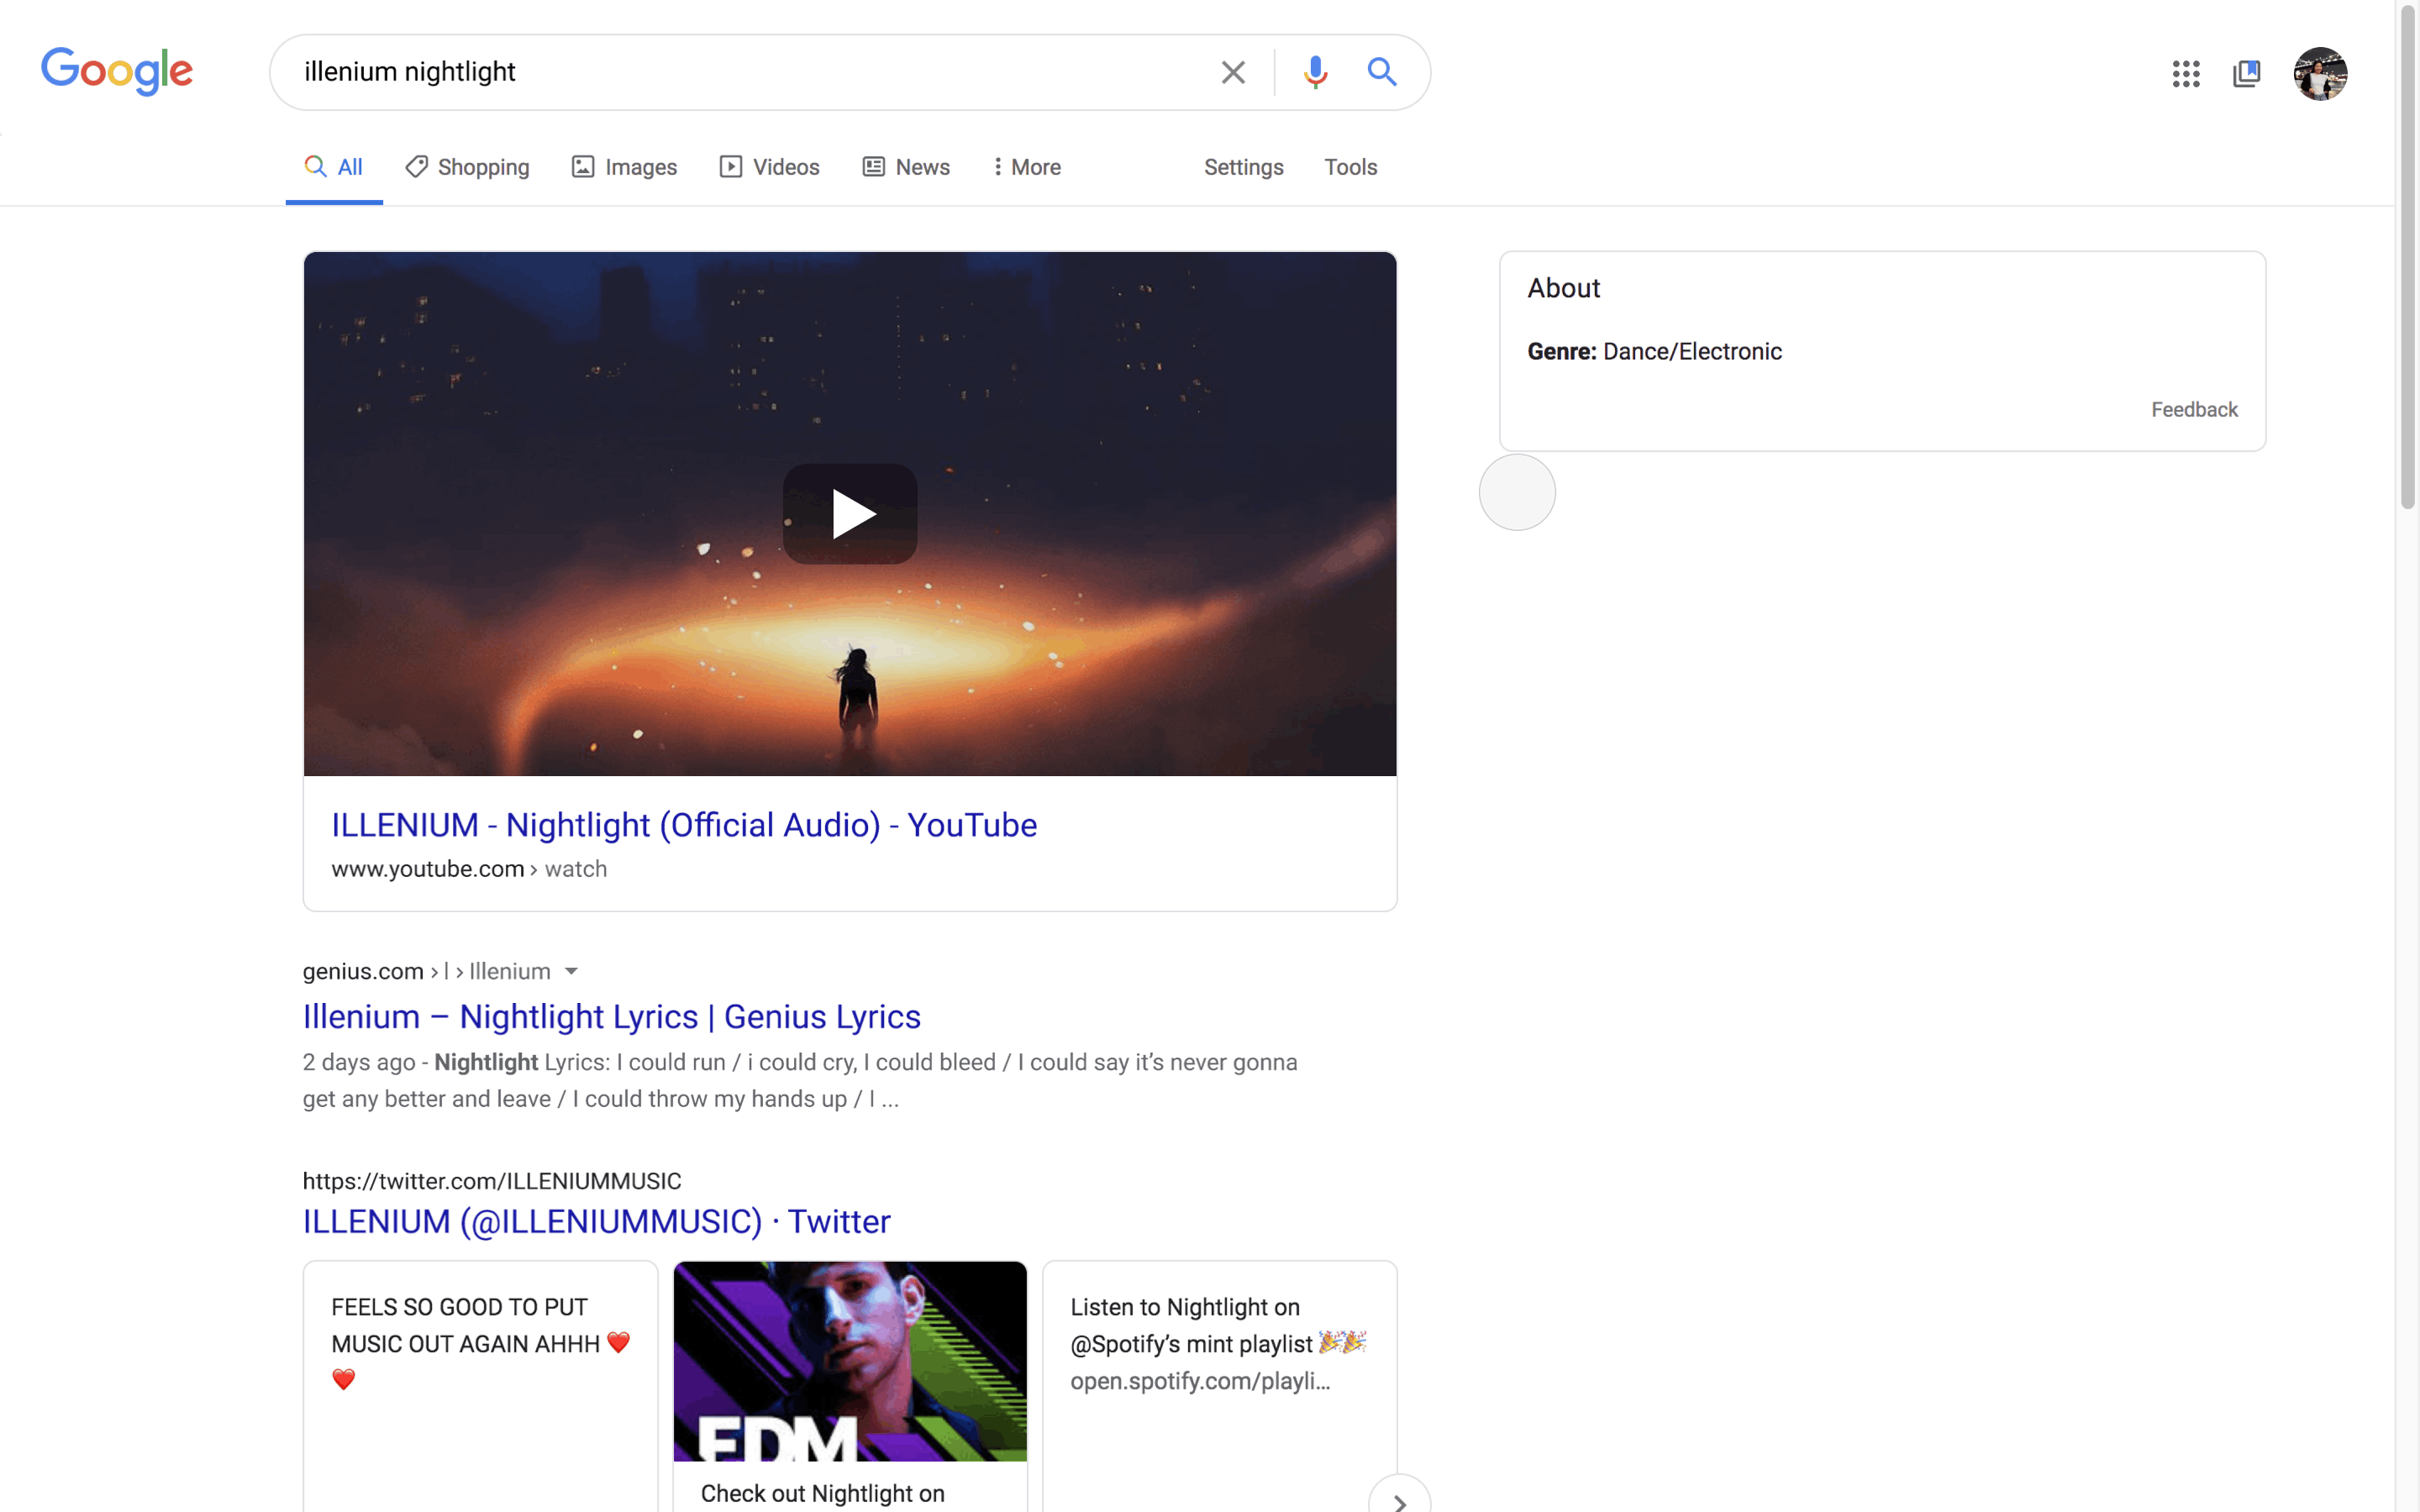 Google
illenium nightlight
All
Shopping
Images
Videos
News
More
Settings
Tools
ILLENIUM - Nightlight (Official Audio) - YouTube
www.youtube.com › watch
About
Genre: Dance/Electronic
Feedback
genius.com › I › Illenium
Illenium – Nightlight Lyrics | Genius Lyrics
2 days ago - Nightlight Lyrics: I could run / i could cry, I could bleed / I could say it’s never gonna
get any better and leave / I could throw my hands up / I ...
https://twitter.com/ILLENIUMMUSIC
ILLENIUM (@ILLENIUMMUSIC) · Twitter
FEELS SO GOOD TO PUT
MUSIC OUT AGAIN AHHH ❤️
❤️
EDM
Check out Nightlight on
Listen to Nightlight on
@Spotify’s mint playlist 🎉🎉
open.spotify.com/playli...